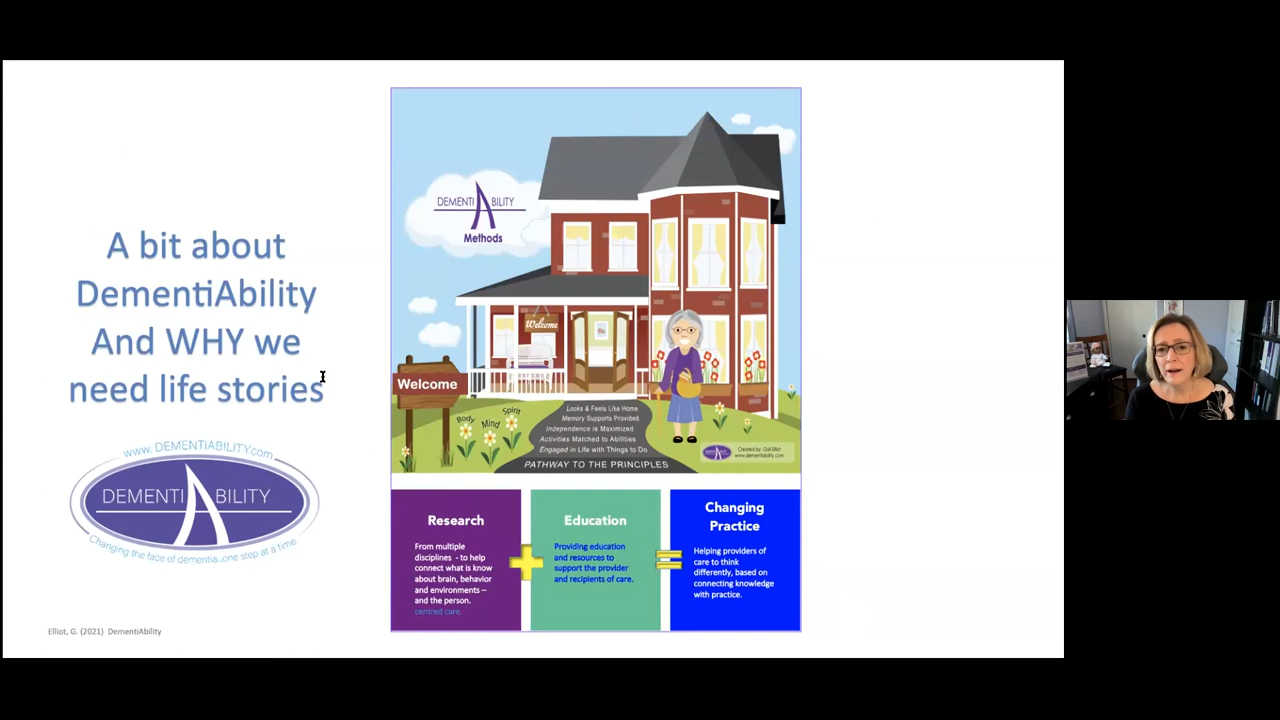 A bit about
DementiAbility
And WHY we
need life stories
www.DEMENTIABILITY.com
DEMENTIABILITY
Changing the face of dementia...one step at a time.
Elliot, G. (2021) DementiAbility
DEMENTIABILITY
Methods
Welcome
Welcome
Body
Mind
Spirit
Looks & Feels Like Home
Memory Supports Provided
Independence is Maximized
Activities Matched to Abilities
Engaged in Life with Things to Do
PATHWAY TO THE PRINCIPLES
Created by: Gail Elliot
www.dementiability.com
Research
From multiple
disciplines - to help
connect what is know
about brain, behavior
and environments –
and the person.
centred care.
Education
Providing education
and resources to
support the provider
and recipients of care.
Changing
Practice
Helping providers of
care to think
differently, based on
connecting knowledge
with practice.